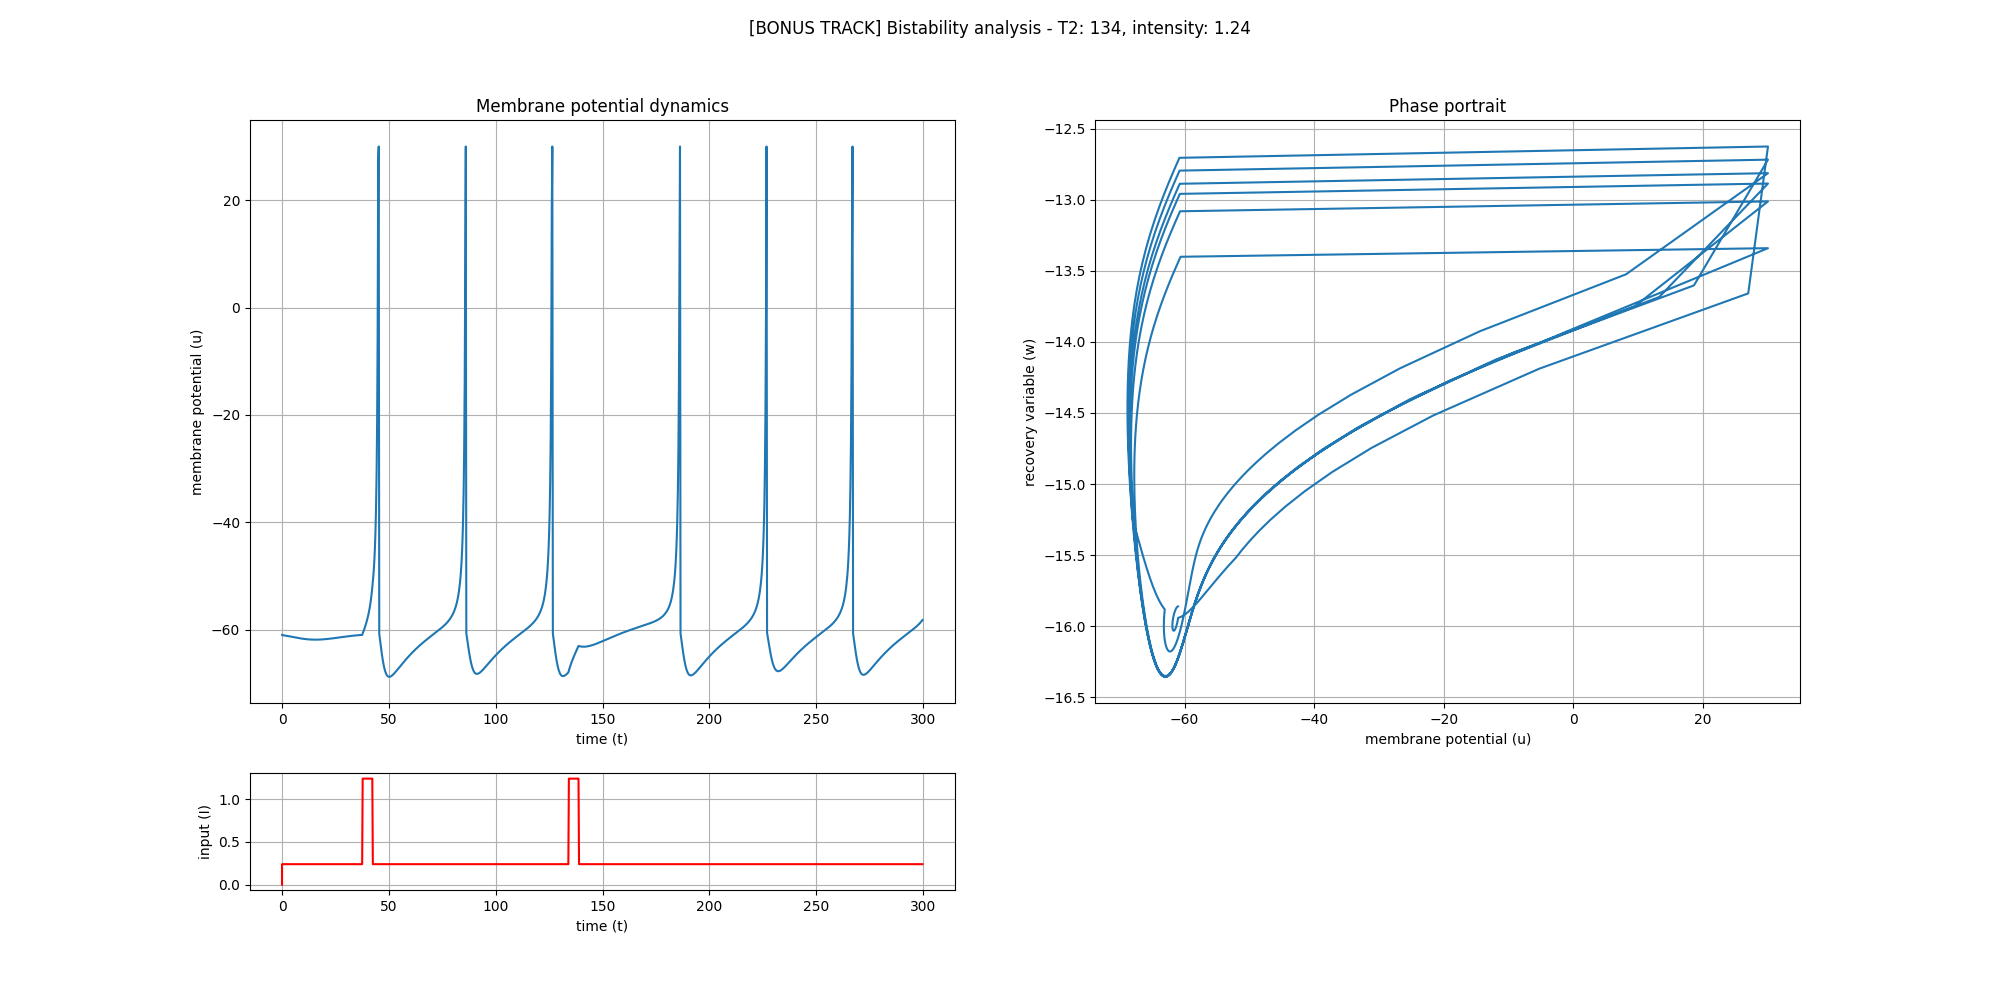 [BONUS TRACK] Bistability analysis - T2: 134, intensity: 1.24
Membrane potential dynamics
membrane potential (u)
20
0
−20
−40
−60
0 50 100 150 200 250 300
time (t)
Phase portrait
recovery variable (w)
−12.5
−13.0
−13.5
−14.0
−14.5
−15.0
−15.5
−16.0
−16.5
−60 −40 −20 0 20
membrane potential (u)
input (I)
1.0
0.5
0.0
0 50 100 150 200 250 300
time (t)